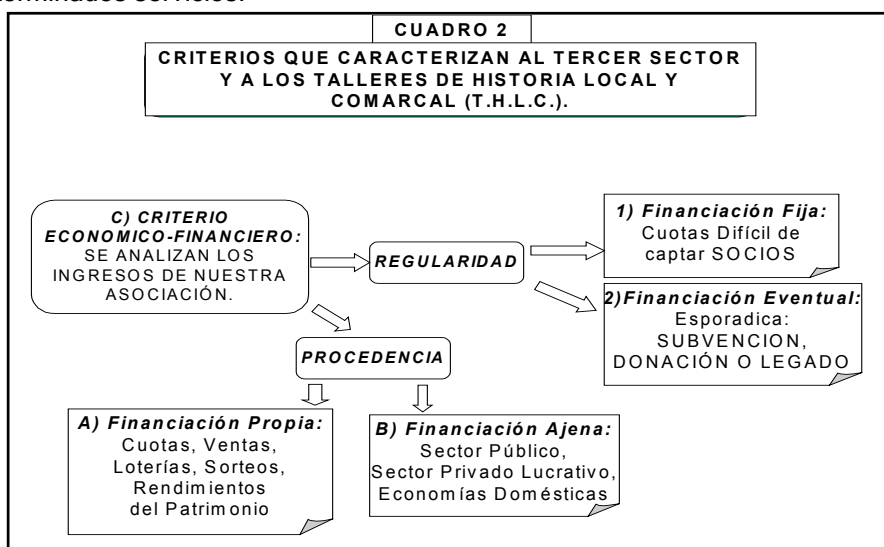 terminados servicios.
CUADRO 2
CRITERIOS QUE CARACTERIZAN AL TERCER SECTOR
Y A LOS TALLERES DE HISTORIA LOCAL Y
COMARCAL (T.H.L.C.).
C) CRITERIO
ECONOMICO-FINANCIERO:
SE ANALIZAN LOS
INGRESOS DE NUESTRA
ASOCIACIÓN.
REGULARIDAD
1) Financiación Fija:
Cuotas Difícil de
captar SOCIOS
2)Financiación Eventual:
Esporadica:
SUBVENCION,
DONACIÓN O LEGADO
PROCEDENCIA
A) Financiación Propia:
Cuotas, Ventas,
Loterías, Sorteos,
Rendimientos
del Patrimonio
B) Financiación Ajena:
Sector Público,
Sector Privado Lucrativo,
Economías Domésticas